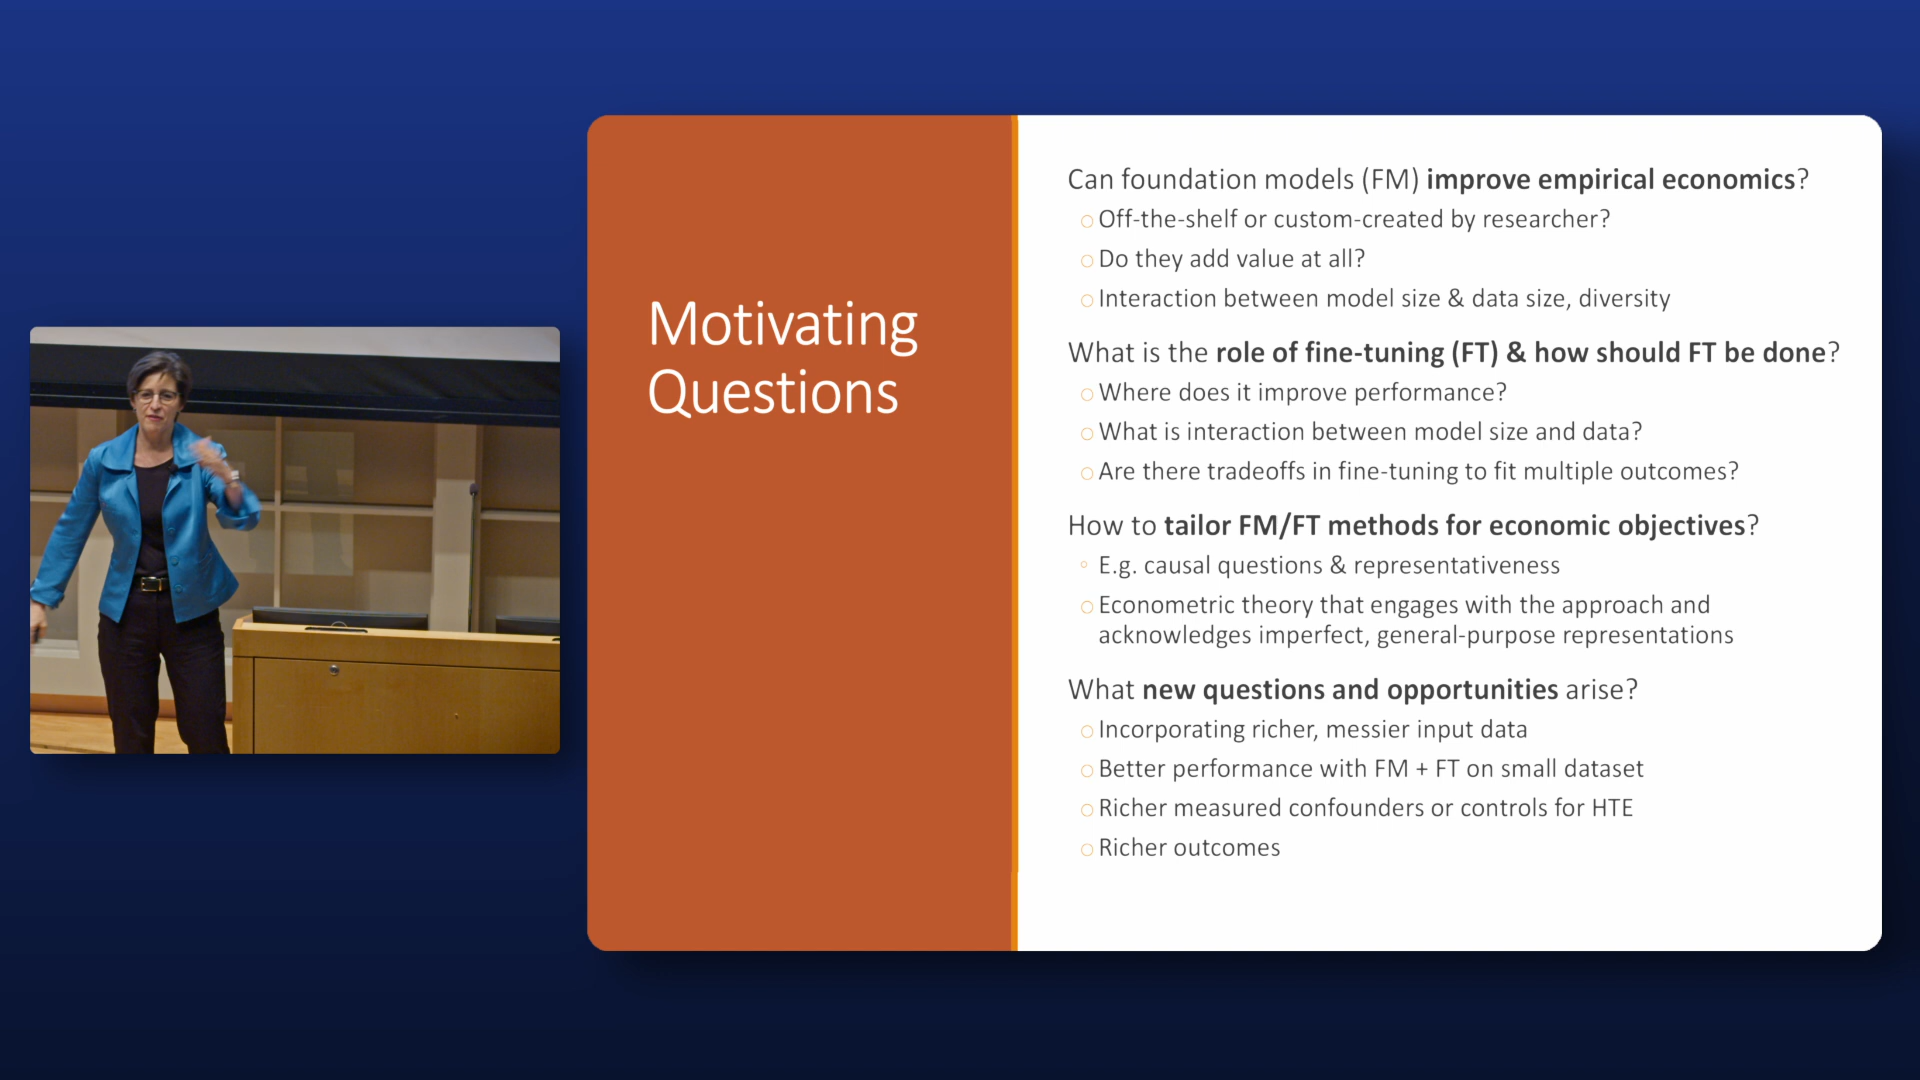 Motivating
Questions
Can foundation models (FM) improve empirical economics?
Off-the-shelf or custom-created by researcher?
Do they add value at all?
Interaction between model size & data size, diversity
What is the role of fine-tuning (FT) & how should FT be done?
Where does it improve performance?
What is interaction between model size and data?
Are there tradeoffs in fine-tuning to fit multiple outcomes?
How to tailor FM/FT methods for economic objectives?
E.g. causal questions & representativeness
Econometric theory that engages with the approach and
acknowledges imperfect, general-purpose representations
What new questions and opportunities arise?
Incorporating richer, messier input data
Better performance with FM + FT on small dataset
Richer measured confounders or controls for HTE
Richer outcomes